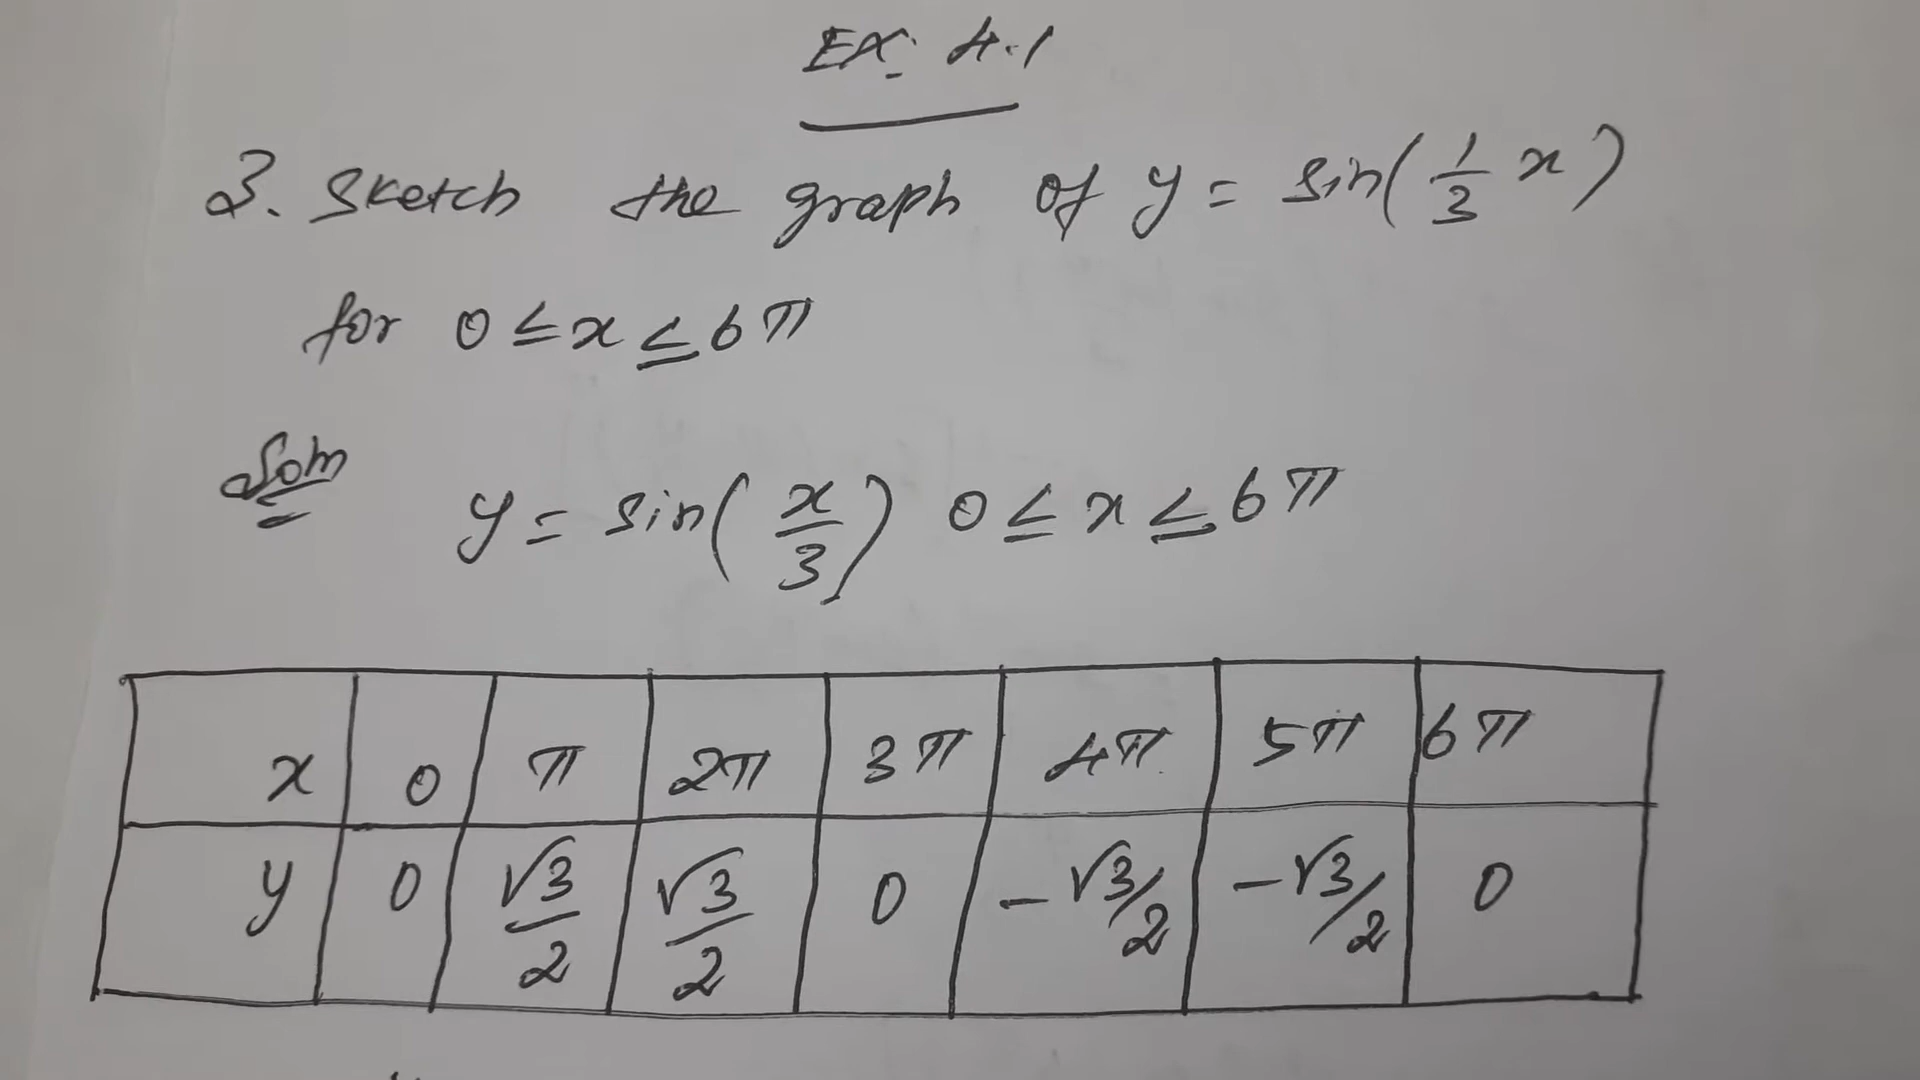 Ex: 4.1
3. Sketch the graph of y = sin(1/3 x)
for 0 ≤ x ≤ 6π
Soln
y = sin(x/3) 0 ≤ x ≤ 6π
x 0 π 2π 3π 4π 5π 6π
y 0 √3/2 √3/2 0 -√3/2 -√3/2 0